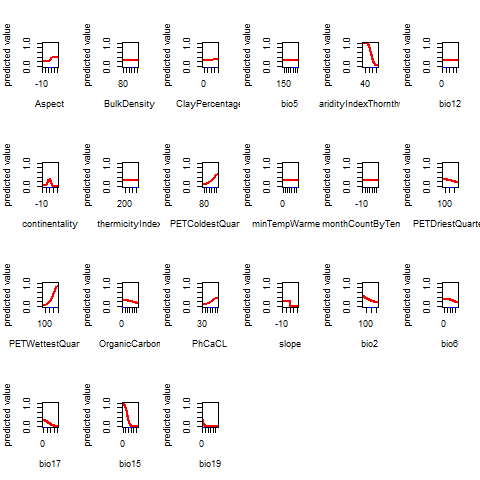 predicted value 0.0 1.0 -10 Aspect
predicted value 0.0 1.0 80 BulkDensity
predicted value 0.0 1.0 0 ClayPercentage
predicted value 0.0 1.0 150 bio5
predicted value 0.0 1.0 40 aridityIndexThornth
predicted value 0.0 1.0 0 bio12
predicted value 0.0 1.0 -10 continentality
predicted value 0.0 1.0 200 thermicityIndex
predicted value 0.0 1.0 80 PETColdestQuar
predicted value 0.0 1.0 0 minTempWarme
predicted value 0.0 1.0 -10 monthCountByTen
predicted value 0.0 1.0 100 PETDriestQuarte
predicted value 0.0 1.0 100 PETWettestQuar
predicted value 0.0 1.0 0 OrganicCarbon
predicted value 0.0 1.0 30 PhCaCL
predicted value 0.0 1.0 -10 slope
predicted value 0.0 1.0 100 bio2
predicted value 0.0 1.0 0 bio6
predicted value 0.0 1.0 0 bio17
predicted value 0.0 1.0 0 bio15
predicted value 0.0 1.0 0 bio19